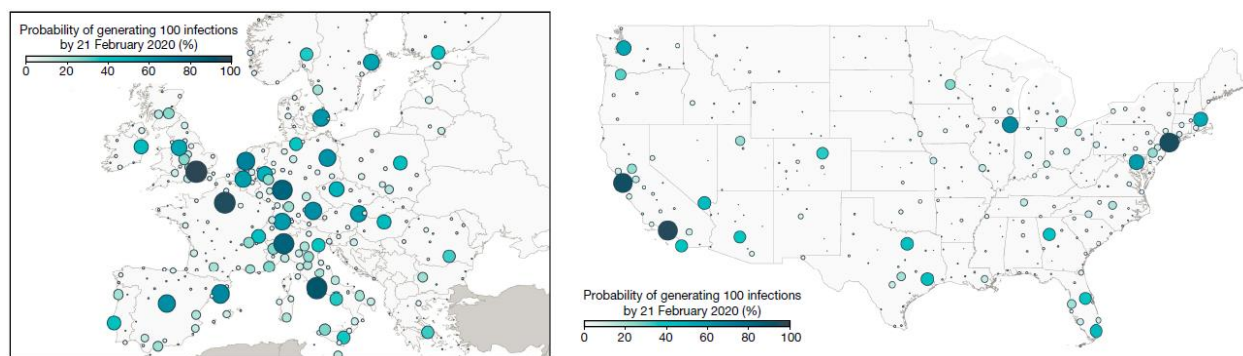 Probability of generating 100 infections
by 21 February 2020 (%)
0 20 40 60 80 100
Probability of generating 100 infections
by 21 February 2020 (%)
0 20 40 60 80 100